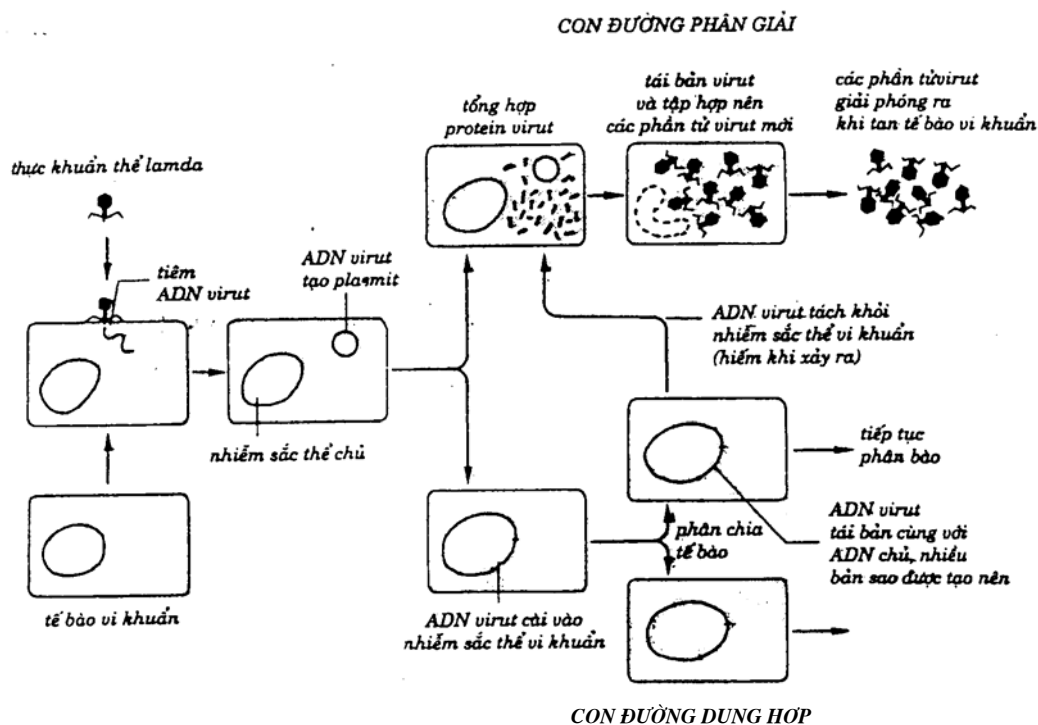 CON ĐƯỜNG PHÂN GIẢI
thực khuẩn thể lamda
tiêm
ADN virut
tế bào vi khuẩn
ADN virut
tạo plasmit
nhiễm sắc thể chủ
tổng hợp
protein virut
tái bản virut
và tập hợp nên
các phần tử virut mới
các phần tử virut
giải phóng ra
khi tan tế bào vi khuẩn
ADN virut tách khỏi
nhiễm sắc thể vi khuẩn
(hiếm khi xảy ra)
ADN virut cài vào
nhiễm sắc thể vi khuẩn
phân chia
tế bào
tiếp tục
phân bào
ADN virut
tái bản cùng với
ADN chủ, nhiều
bản sao được tạo nên
CON ĐƯỜNG DUNG HỢP